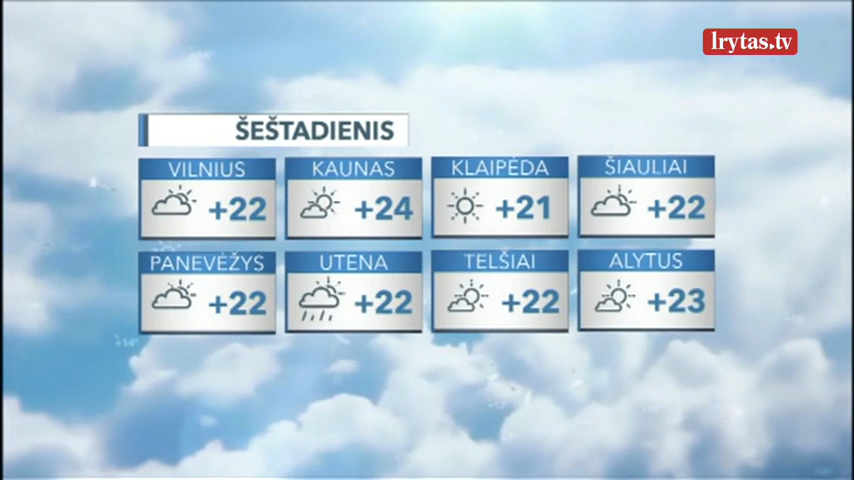 lrytas.tv
ŠEŠTADIENIS
VILNIUS KAUNAS KLAIPĖDA ŠIAULIAI
+22 +24 +21 +22
PANEVĖŽYS UTENA TELŠIAI ALYTUS
+22 +22 +22 +23
+14°